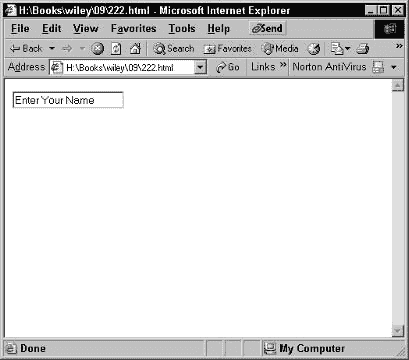 H:\Books\wiley\09\222.html - Microsoft Internet Explorer
File Edit View Favorites Tools Help Send
Back Search Favorites Media
Address H:\Books\wiley\09\222.html Go Links » Norton AntiVirus
Enter Your Name
Done My Computer